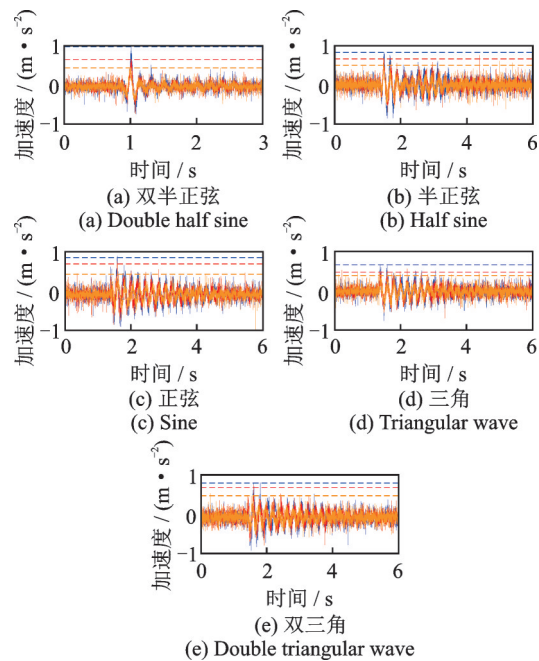 加速度 / (m·s⁻²)
1
0
−1
0
1
2
3
时间 / s
(a) 双半正弦
(a) Double half sine
加速度 / (m·s⁻²)
1
0
−1
0
2
4
6
时间 / s
(b) 半正弦
(b) Half sine
加速度 / (m·s⁻²)
1
0
−1
0
2
4
6
时间 / s
(c) 正弦
(c) Sine
加速度 / (m·s⁻²)
1
0
−1
0
2
4
6
时间 / s
(d) 三角
(d) Triangular wave
加速度 / (m·s⁻²)
1
0
−1
0
2
4
6
时间 / s
(e) 双三角
(e) Double triangular wave